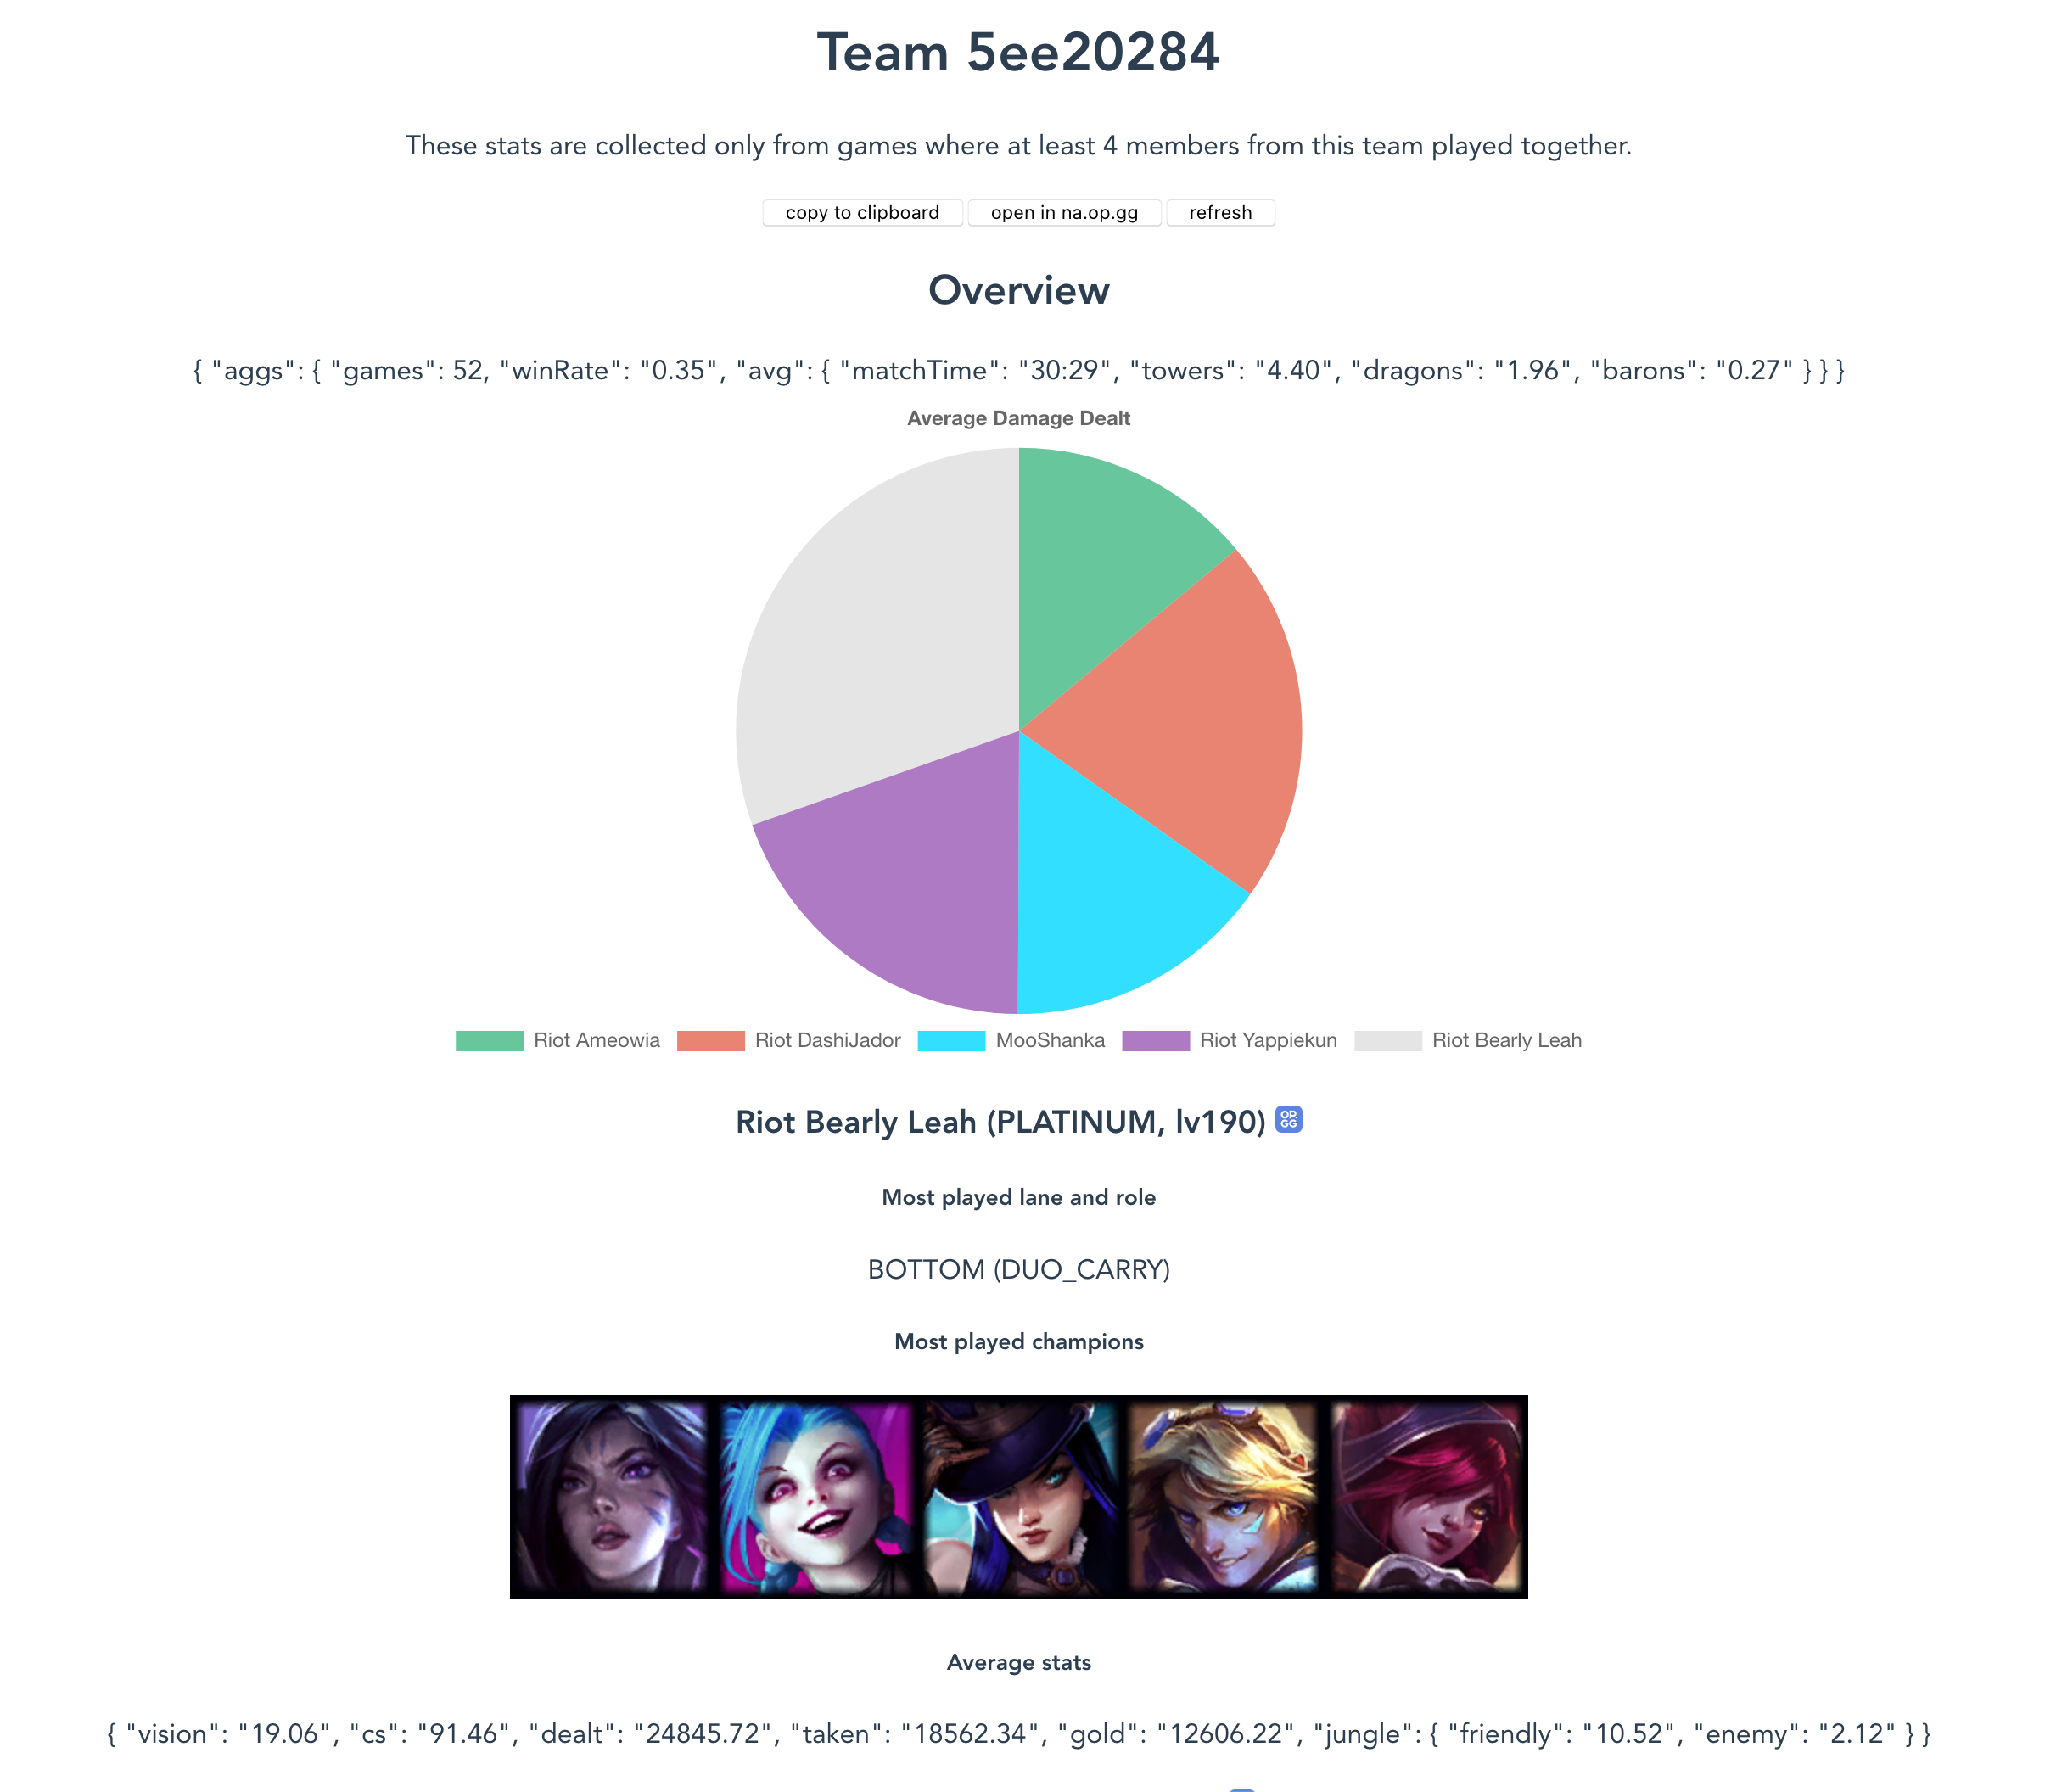 Team 5ee20284
These stats are collected only from games where at least 4 members from this team played together.
copy to clipboard open in na.op.gg refresh
Overview
{ "aggs": { "games": 52, "winRate": "0.35", "avg": { "matchTime": "30:29", "towers": "4.40", "dragons": "1.96", "barons": "0.27" } } }
Average Damage Dealt
Riot Ameowia Riot DashiJador MooShanka Riot Yappiekun Riot Bearly Leah
Riot Bearly Leah (PLATINUM, lv190) OP.GG
Most played lane and role
BOTTOM (DUO_CARRY)
Most played champions
Average stats
{ "vision": "19.06", "cs": "91.46", "dealt": "24845.72", "taken": "18562.34", "gold": "12606.22", "jungle": { "friendly": "10.52", "enemy": "2.12" } }